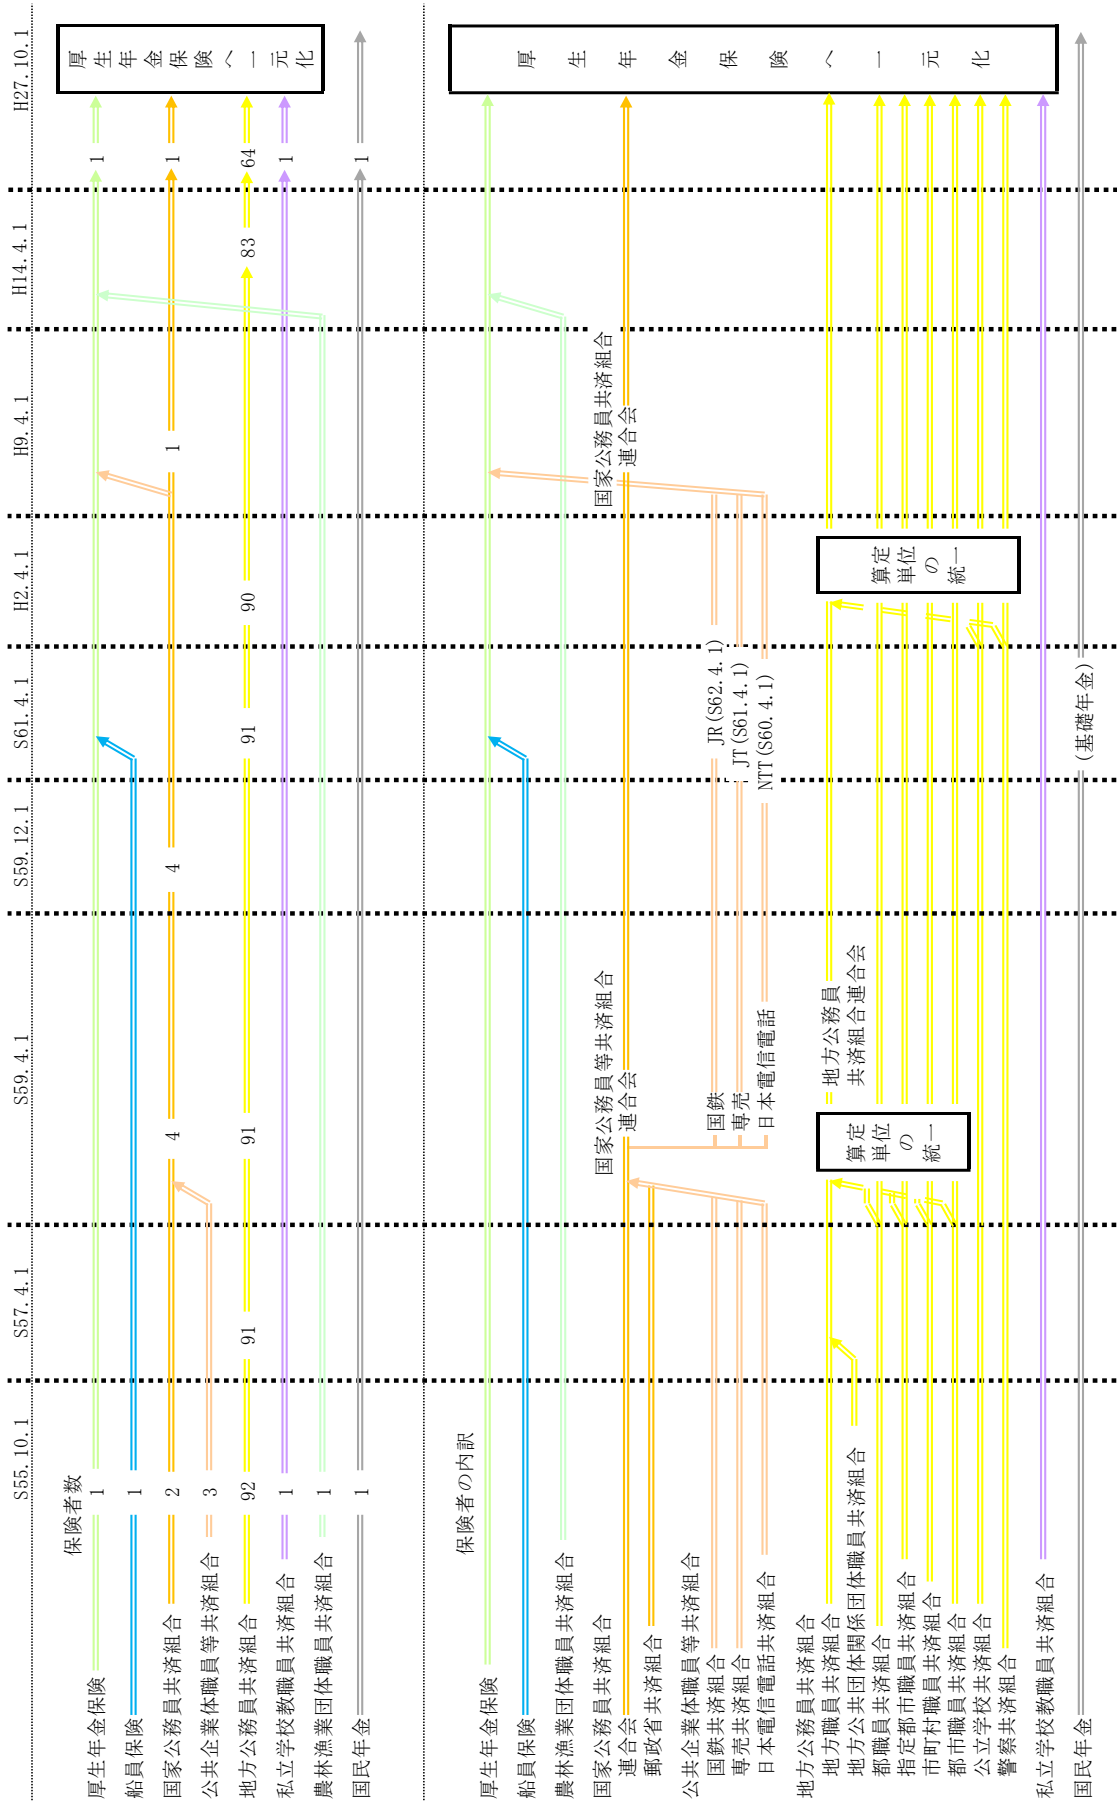 S55.10.1
S57.4.1
S59.4.1
S59.12.1
S61.4.1
H2.4.1
H9.4.1
H14.4.1
H27.10.1
保険者数
厚生年金保険 1 1
船員保険 1
国家公務員共済組合 2 4 4 1 1
公共企業体職員等共済組合 3
地方公務員共済組合 92 91 91 91 90 83 64
私立学校教職員共済組合 1 1
農林漁業団体職員共済組合 1
国民年金 1 1
厚生年金保険へ一元化
保険者の内訳
厚生年金保険
船員保険
農林漁業団体職員共済組合
国家公務員共済組合
連合会
国家公務員等共済組合
連合会
国家公務員共済組合
連合会
郵政省共済組合
公共企業体職員等共済組合
国鉄共済組合
国鉄
JR(S62.4.1)
専売共済組合
専売
JT(S61.4.1)
日本電信電話共済組合
日本電信電話
NTT(S60.4.1)
地方公務員共済組合
地方職員共済組合
地方公務員
共済組合連合会
地方公共団体関係団体職員共済組合
都職員共済組合
指定都市職員共済組合
市町村職員共済組合
都市職員共済組合
公立学校共済組合
警察共済組合
算定
単位
の
統一
算定
単位
の
統一
私立学校教職員共済組合
国民年金
(基礎年金)
厚生年金保険へ一元化